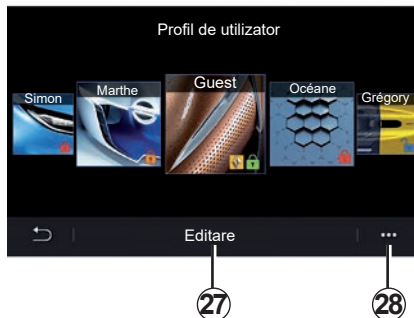 Profil de utilizator
Simon
Marthe
Guest
Océane
Grégory
Editare
27
28